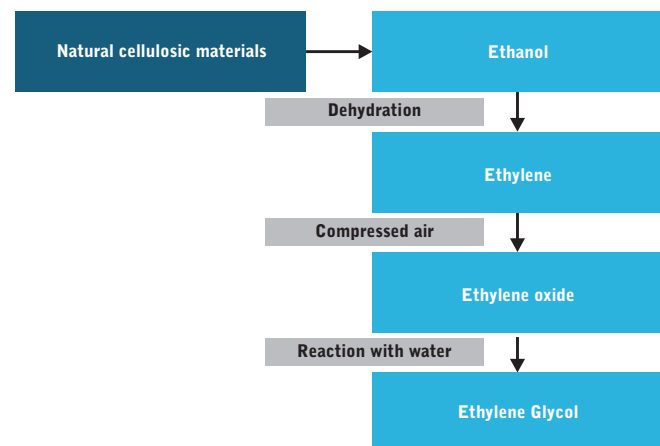 Natural cellulosic materials
Ethanol
Dehydration
Ethylene
Compressed air
Ethylene oxide
Reaction with water
Ethylene Glycol